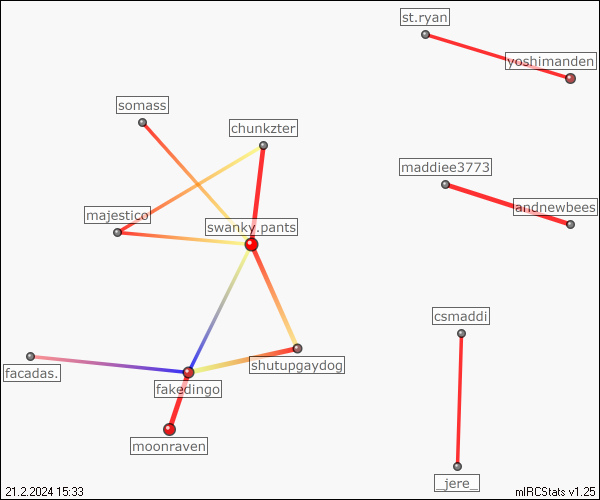 st.ryan
yoshimanden
somass
chunkzter
maddiee3773
majestico
andnewbees
swanky.pants
csmaddi
facadas.
shutupgaydog
fakedingo
moonraven
_jere_
21.2.2024 15:33
mIRCStats v1.25